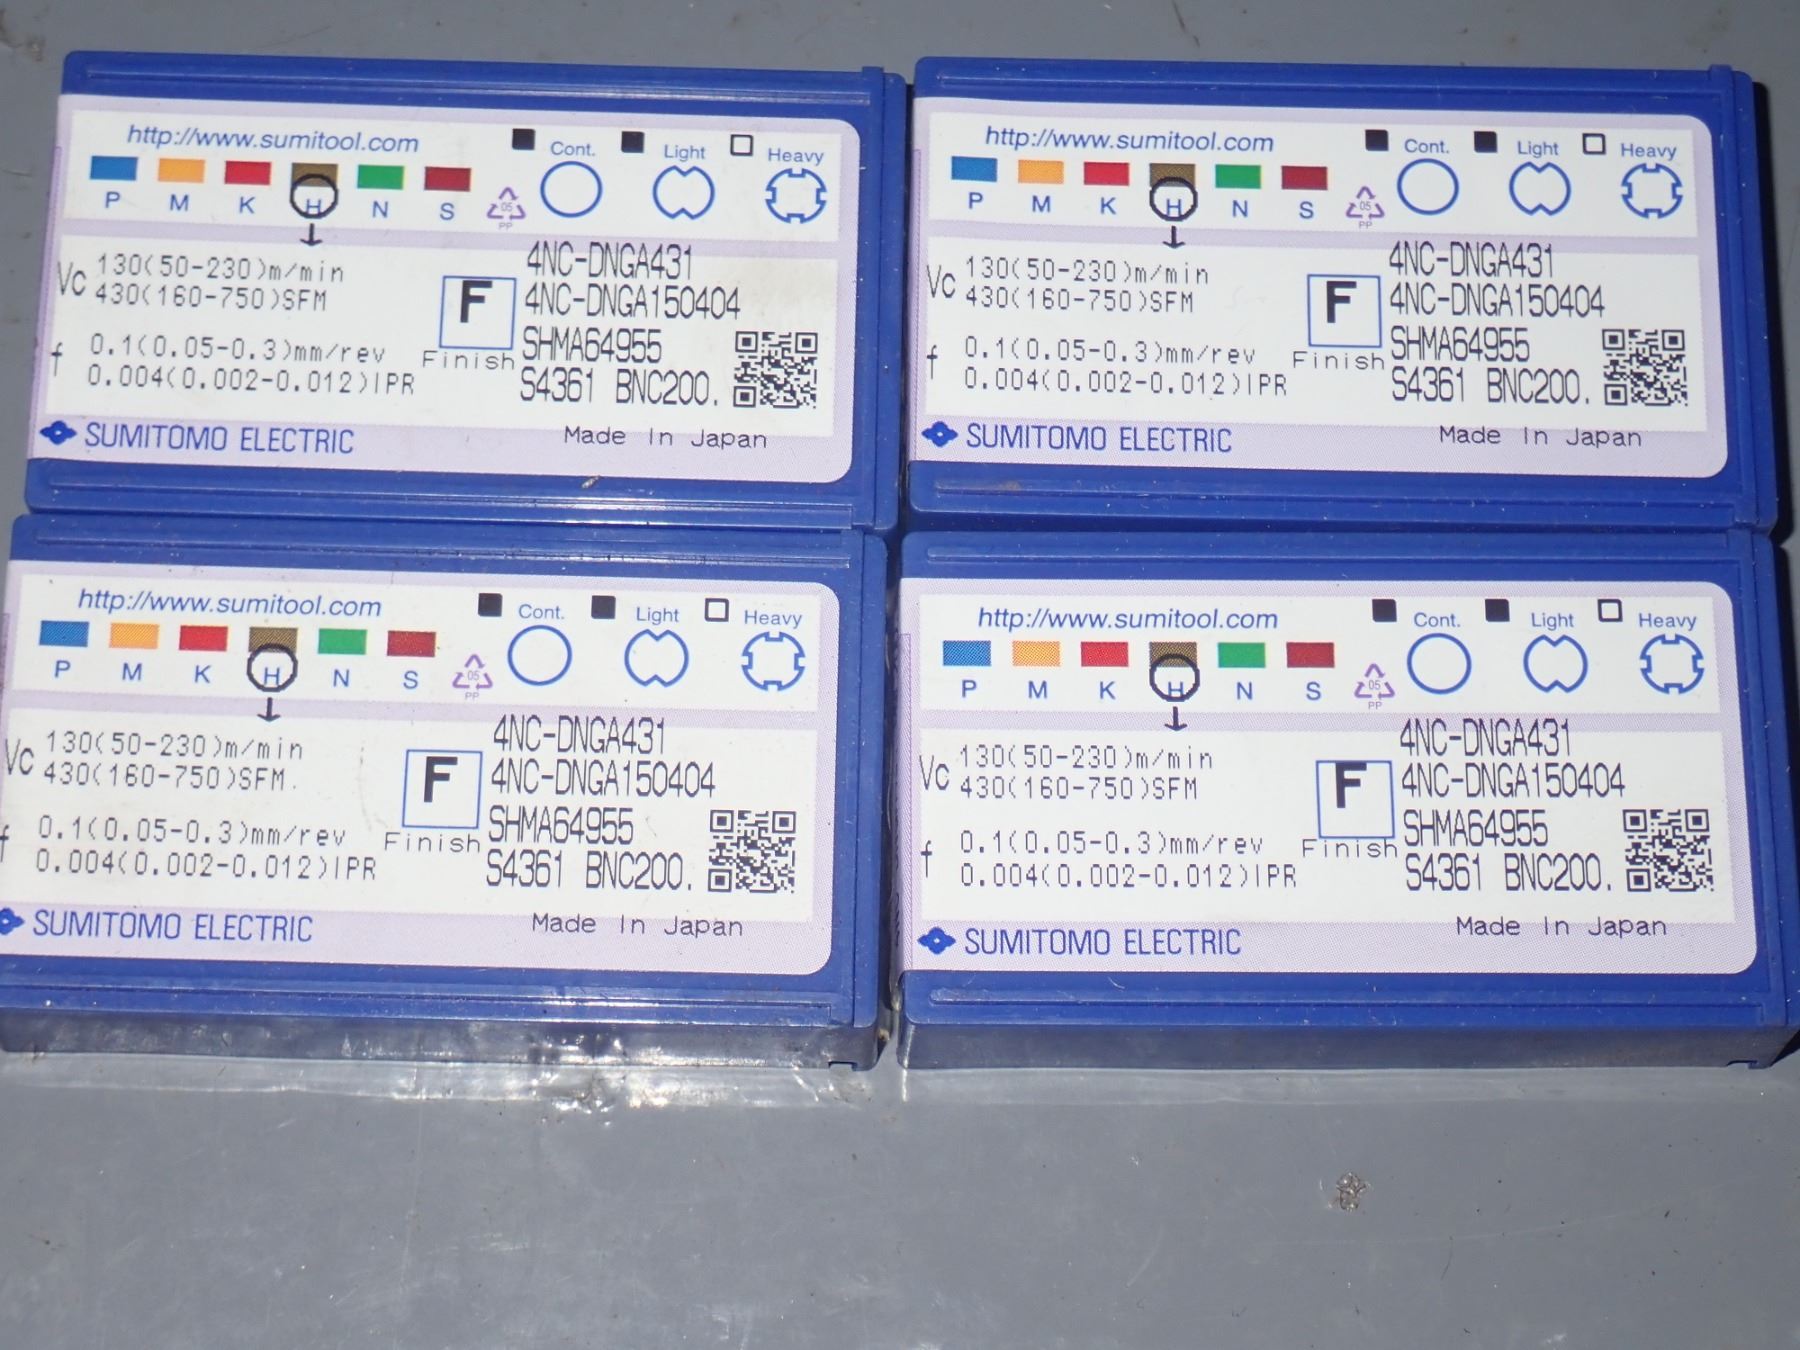 http://www.sumitool.com Cont. Light Heavy
P M K H N S 05 PP
4NC-DNGA431
Vc 130(50-230)m/min
430(160-750)SFM
F
4NC-DNGA150404
SHMA64955
f 0.1(0.05-0.3)mm/rev
Finish
0.004(0.002-0.012)IPR
S4361 BNC200.
SUMITOMO ELECTRIC
Made In Japan
http://www.sumitool.com Cont. Light Heavy
P M K H N S 05 PP
4NC-DNGA431
Vc 130(50-230)m/min
430(160-750)SFM
F
4NC-DNGA150404
SHMA64955
f 0.1(0.05-0.3)mm/rev
Finish
0.004(0.002-0.012)IPR
S4361 BNC200.
SUMITOMO ELECTRIC
Made In Japan
http://www.sumitool.com Cont. Light Heavy
P M K H N S 05 PP
4NC-DNGA431
Vc 130(50-230)m/min
430(160-750)SFM
F
4NC-DNGA150404
SHMA64955
f 0.1(0.05-0.3)mm/rev
Finish
0.004(0.002-0.012)IPR
S4361 BNC200.
SUMITOMO ELECTRIC
Made In Japan
http://www.sumitool.com Cont. Light Heavy
P M K H N S 05 PP
4NC-DNGA431
Vc 130(50-230)m/min
430(160-750)SFM
F
4NC-DNGA150404
SHMA64955
f 0.1(0.05-0.3)mm/rev
Finish
0.004(0.002-0.012)IPR
S4361 BNC200.
SUMITOMO ELECTRIC
Made In Japan